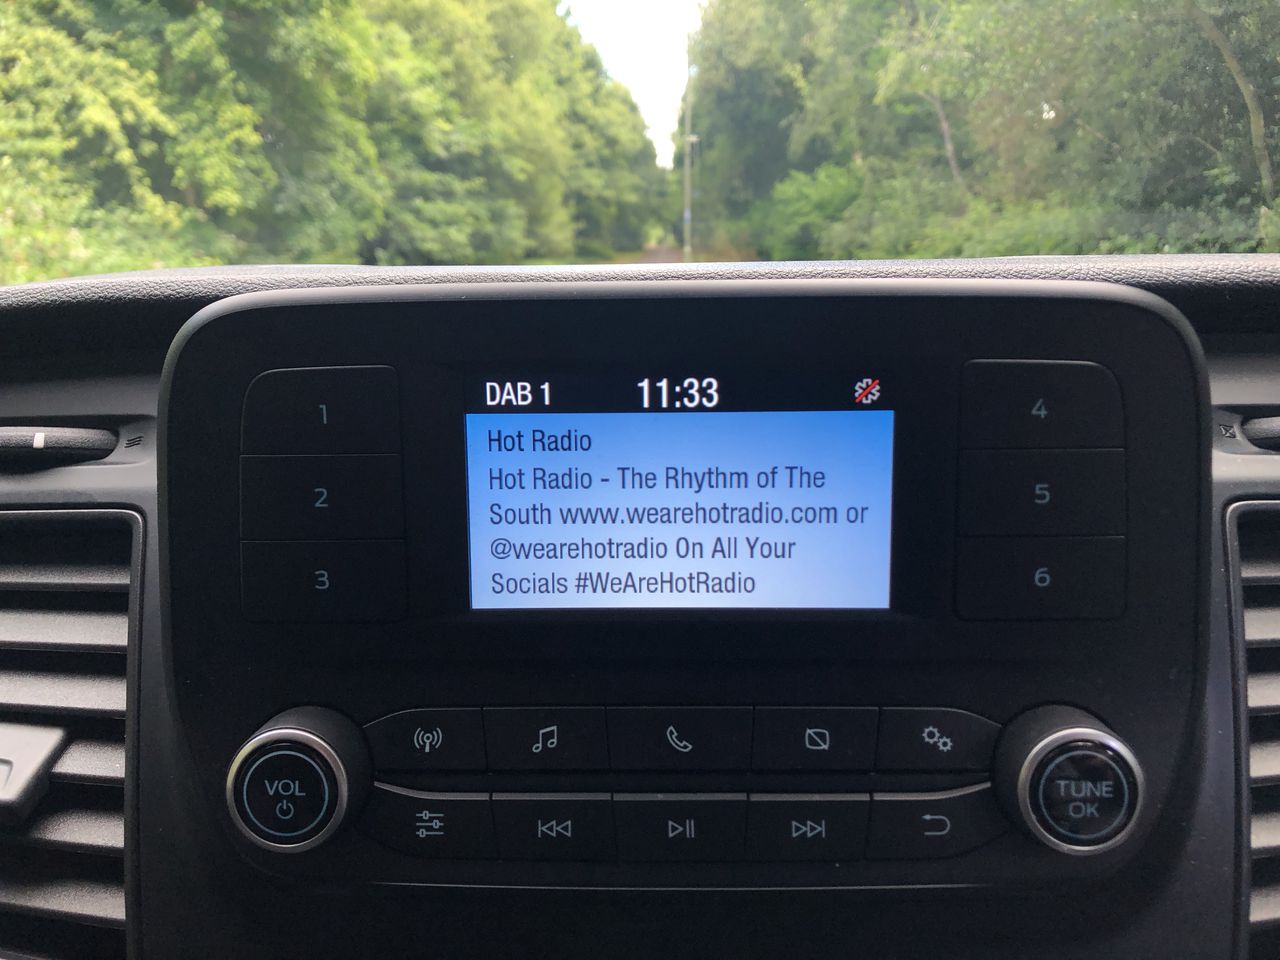 DAB 1 11:33
Hot Radio
Hot Radio - The Rhythm of The
South www.wearehotradio.com or
@wearehotradio On All Your
Socials #WeAreHotRadio
1
2
3
4
5
6
VOL
TUNE
OK